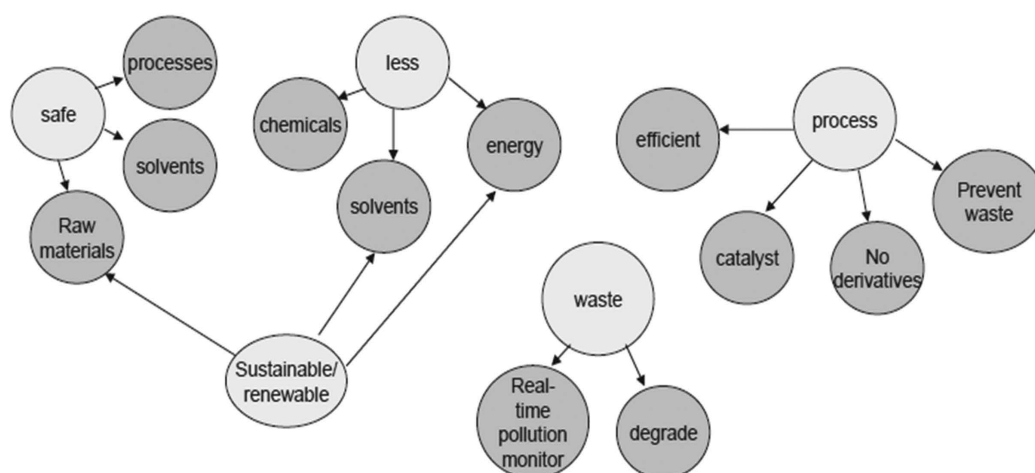 processes
safe
solvents
Raw
materials
less
chemicals
energy
solvents
Sustainable/
renewable
process
efficient
Prevent
waste
catalyst
No
derivatives
waste
Real-
time
pollution
monitor
degrade